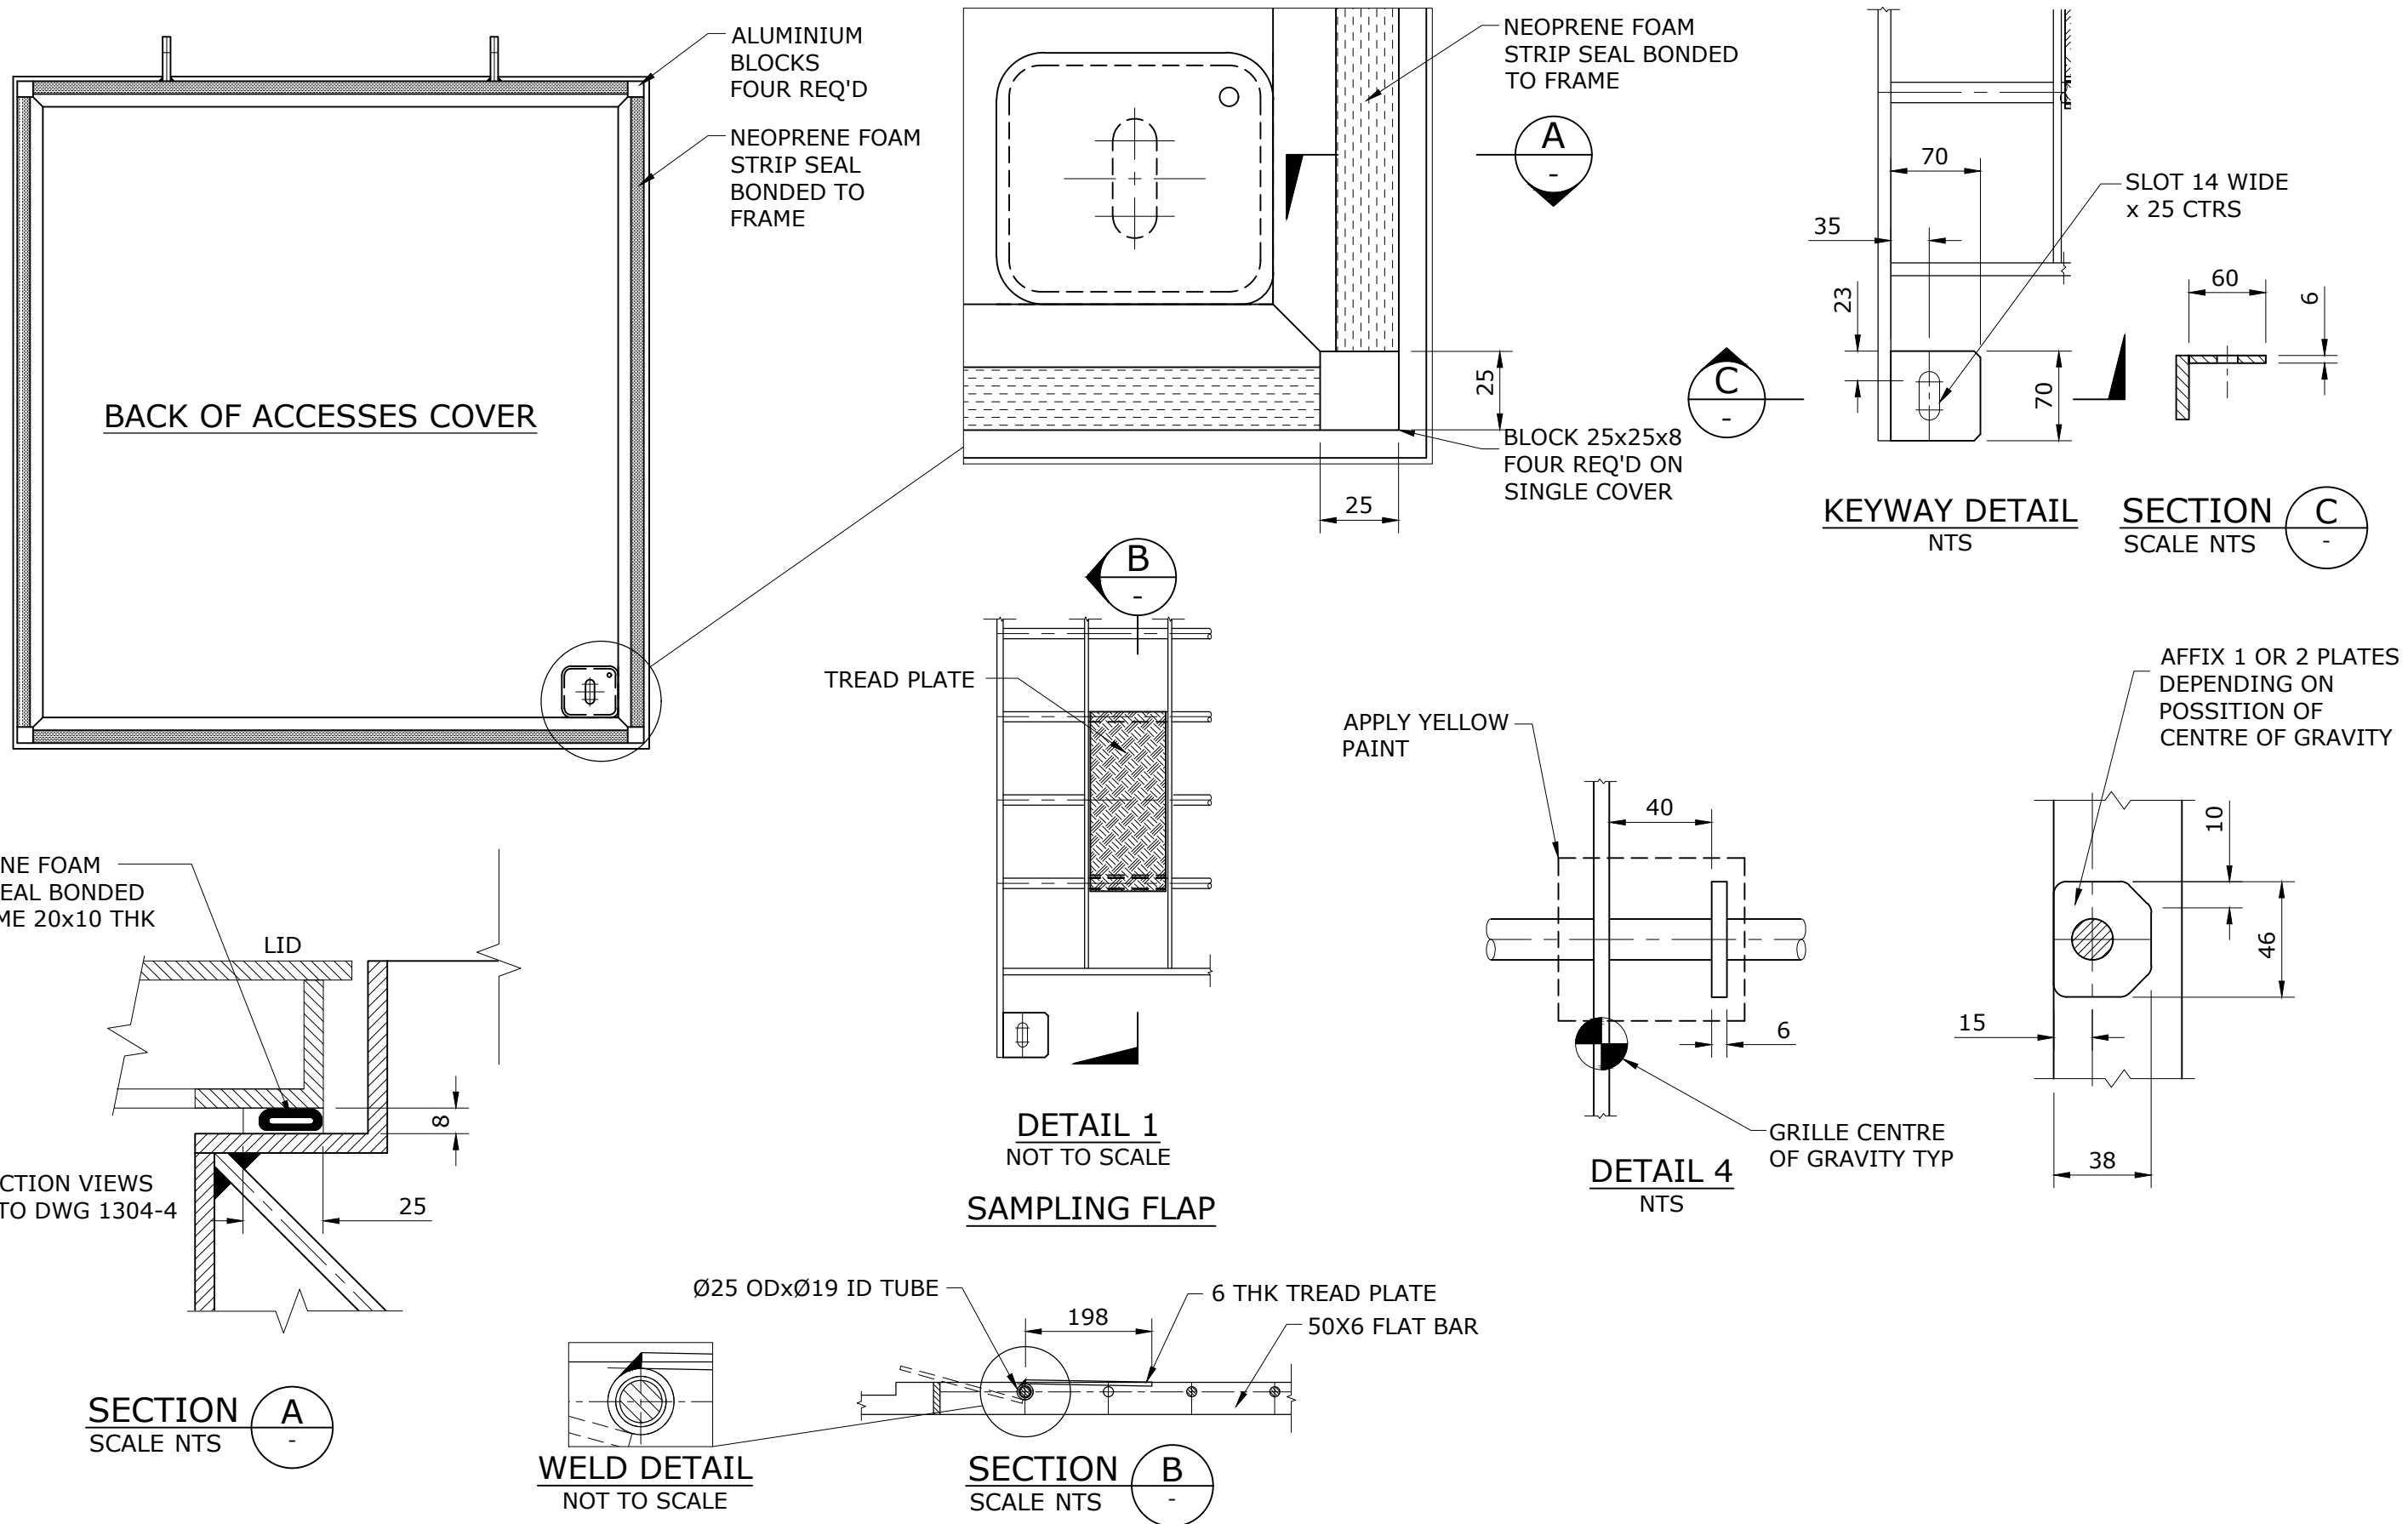 ALUMINIUM
BLOCKS
FOUR REQ'D
NEOPRENE FOAM
STRIP SEAL
BONDED TO
FRAME
BACK OF ACCESSES COVER
NEOPRENE FOAM
STRIP SEAL BONDED
TO FRAME
A
-
25
25
BLOCK 25x25x8
FOUR REQ'D ON
SINGLE COVER
70
SLOT 14 WIDE
x 25 CTRS
35
23
70
C
-
60
6
KEYWAY DETAIL
NTS
SECTION
SCALE NTS
C
-
B
-
TREAD PLATE
DETAIL 1
NOT TO SCALE
SAMPLING FLAP
APPLY YELLOW
PAINT
40
6
GRILLE CENTRE
OF GRAVITY TYP
DETAIL 4
NTS
AFFIX 1 OR 2 PLATES
DEPENDING ON
POSSITION OF
CENTRE OF GRAVITY
10
46
15
38
NE FOAM
EAL BONDED
ME 20x10 THK
LID
8
CTION VIEWS
TO DWG 1304-4
25
SECTION
SCALE NTS
A
-
Ø25 ODxØ19 ID TUBE
198
6 THK TREAD PLATE
50X6 FLAT BAR
WELD DETAIL
NOT TO SCALE
SECTION
SCALE NTS
B
-